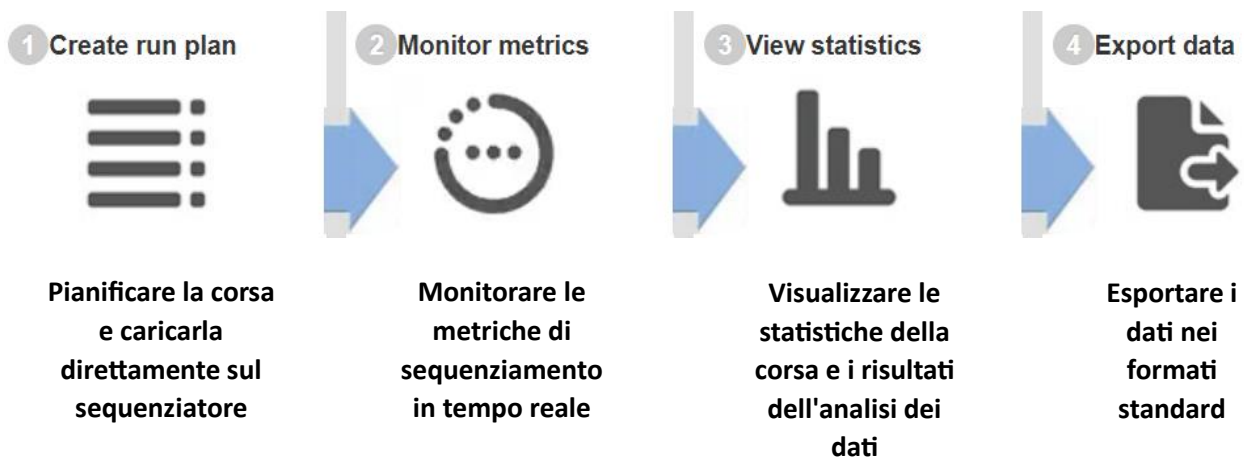 1 Create run plan
2 Monitor metrics
3 View statistics
4 Export data
Pianificare la corsa
e caricarla
direttamente sul
sequenziatore
Monitorare le
metriche di
sequenziamento
in tempo reale
Visualizzare le
statistiche della
corsa e i risultati
dell'analisi dei
dati
Esportare i
dati nei
formati
standard